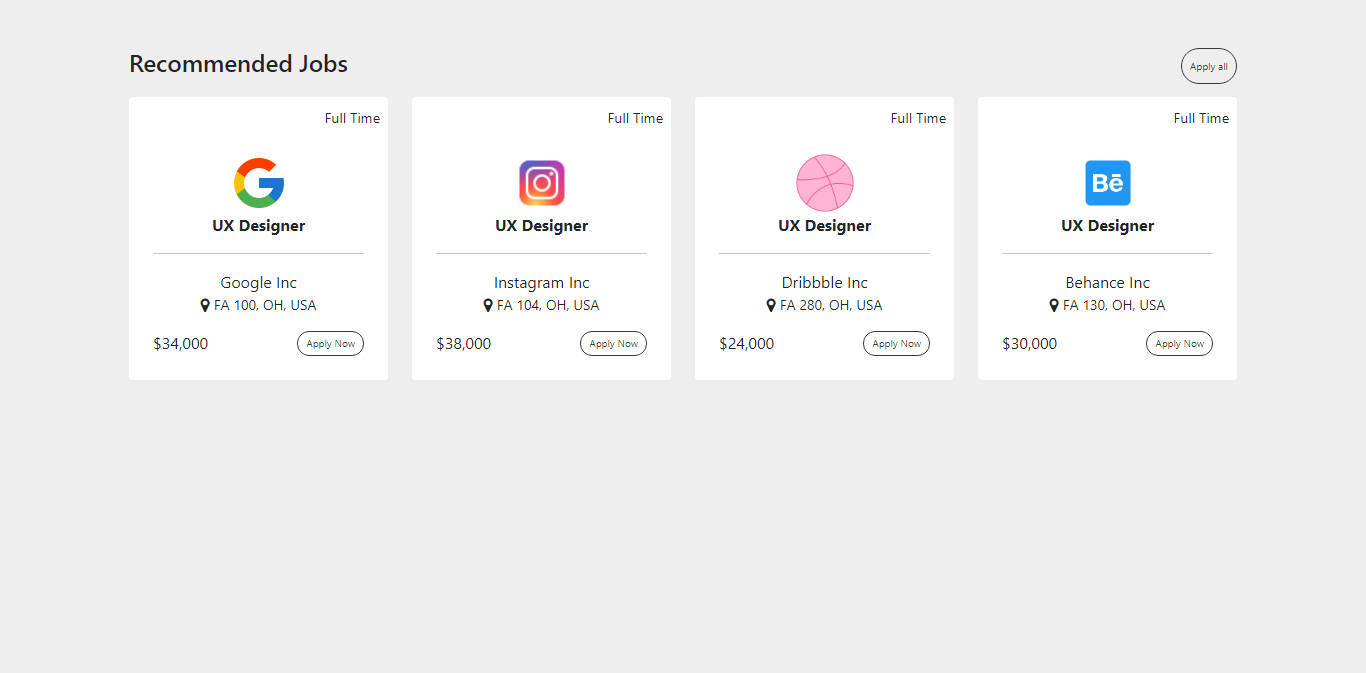 Recommended Jobs
Apply all
Full Time
UX Designer
Google Inc
FA 100, OH, USA
$34,000
Apply Now
Full Time
UX Designer
Instagram Inc
FA 104, OH, USA
$38,000
Apply Now
Full Time
UX Designer
Dribbble Inc
FA 280, OH, USA
$24,000
Apply Now
Full Time
Bē
UX Designer
Behance Inc
FA 130, OH, USA
$30,000
Apply Now